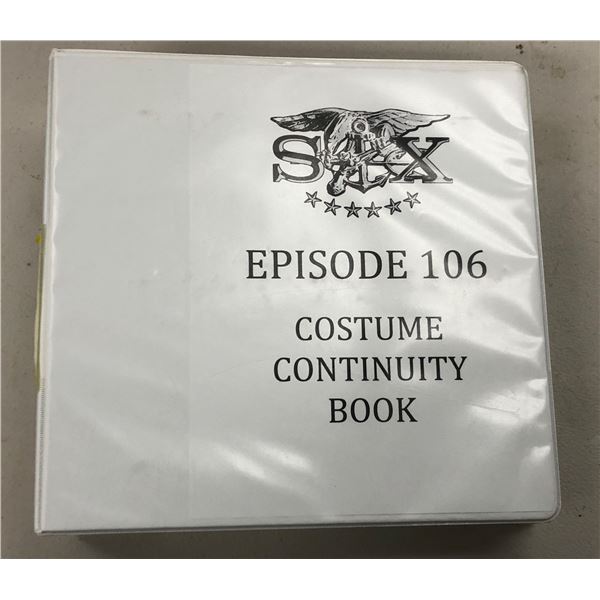 SIX
EPISODE 106
COSTUME
CONTINUITY
BOOK